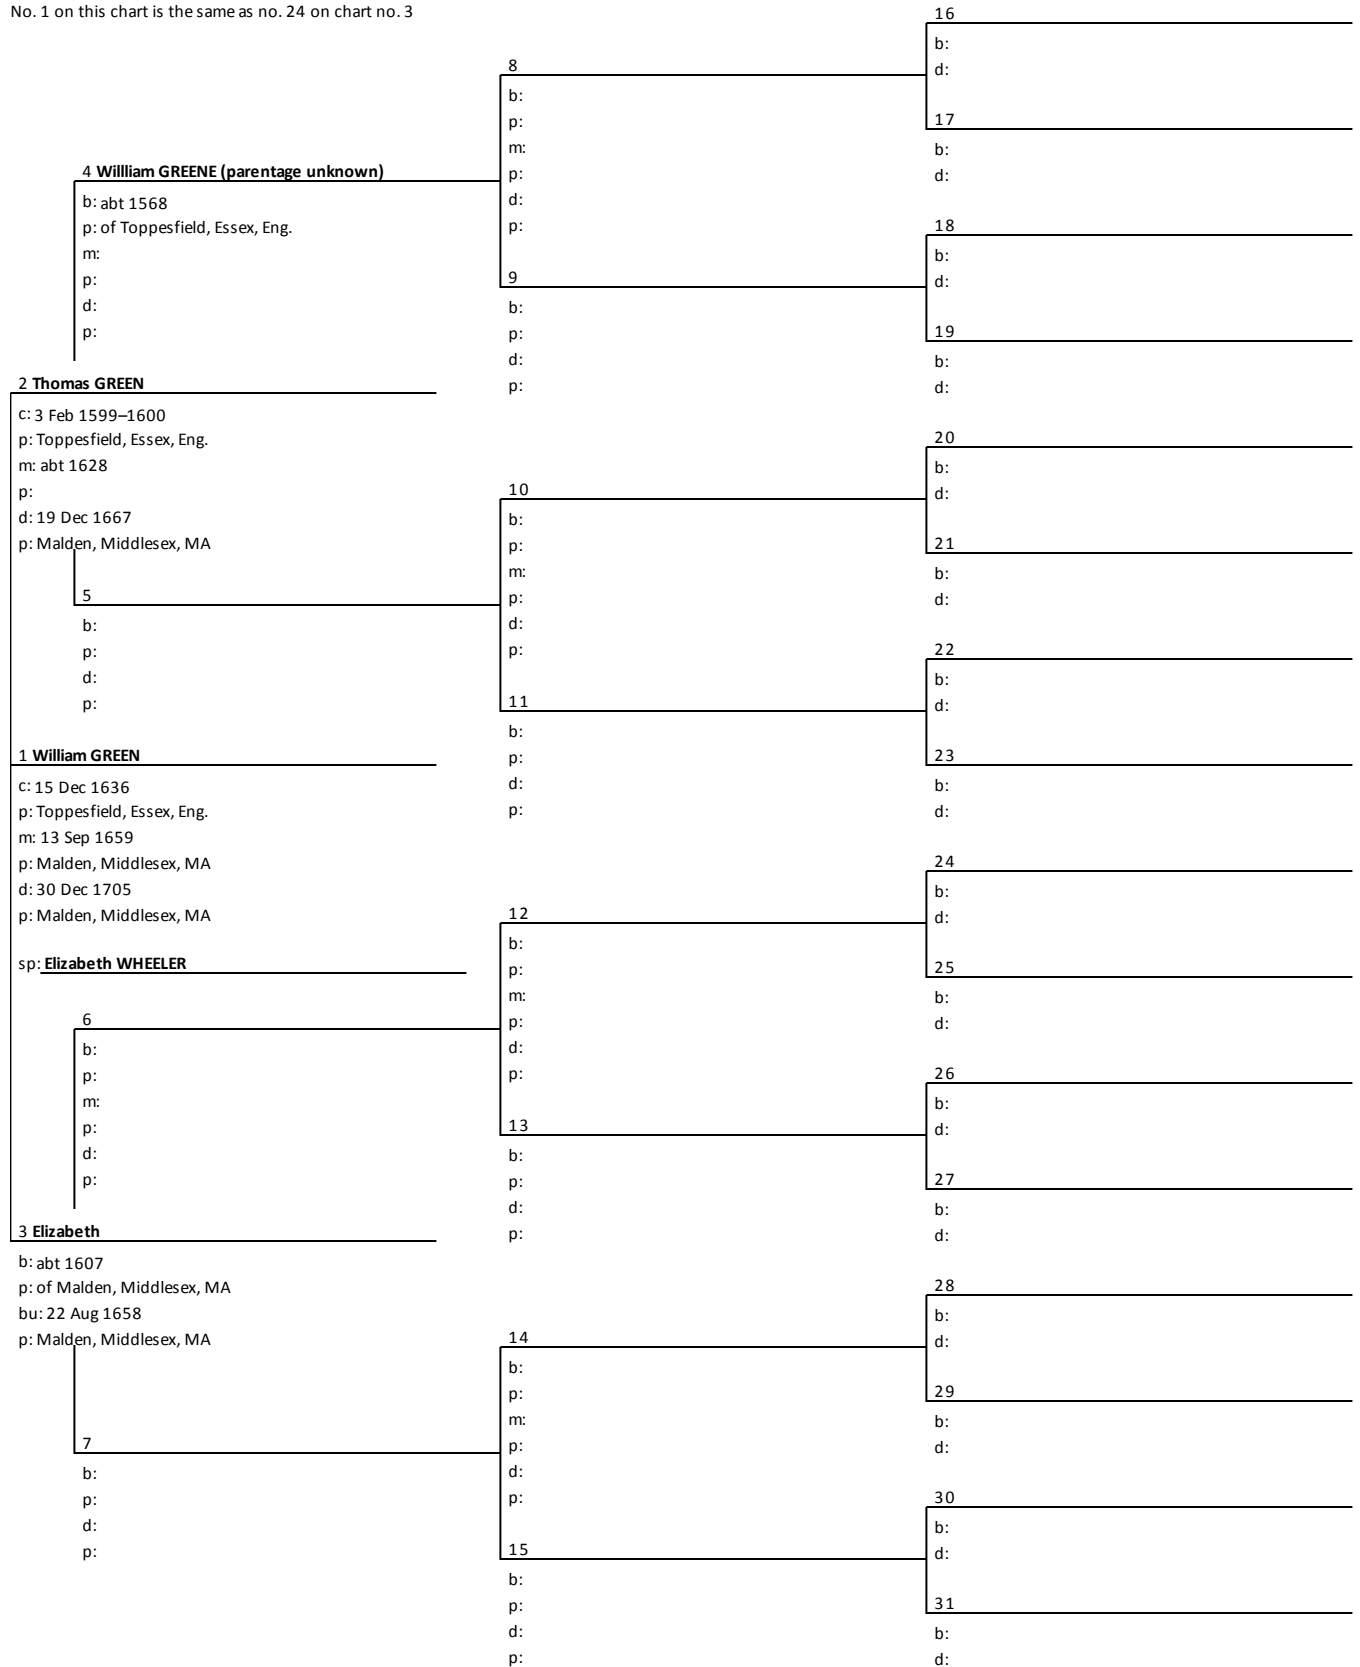 No. 1 on this chart is the same as no. 24 on chart no. 3
2 Thomas GREEN
c: 3 Feb 1599–1600
p: Toppesfield, Essex, Eng.
m: abt 1628
p:
d: 19 Dec 1667
p: Malden, Middlesex, MA
1 William GREEN
c: 15 Dec 1636
p: Toppesfield, Essex, Eng.
m: 13 Sep 1659
p: Malden, Middlesex, MA
d: 30 Dec 1705
p: Malden, Middlesex, MA
sp: Elizabeth WHEELER
3 Elizabeth
b: abt 1607
p: of Malden, Middlesex, MA
bu: 22 Aug 1658
p: Malden, Middlesex, MA
4 Willliam GREENE (parentage unknown)
b: abt 1568
p: of Toppesfield, Essex, Eng.
m:
p:
d:
p:
5
b:
p:
d:
p:
6
b:
p:
m:
p:
d:
p:
7
b:
p:
d:
p:
8
b:
p:
m:
p:
d:
p:
9
b:
p:
d:
p:
10
b:
p:
m:
p:
d:
p:
11
b:
p:
d:
p:
12
b:
p:
m:
p:
d:
p:
13
b:
p:
d:
p:
14
b:
p:
m:
p:
d:
p:
15
b:
p:
d:
p:
16
b:
d:
17
b:
d:
18
b:
d:
19
b:
d:
20
b:
d:
21
b:
d:
22
b:
d:
23
b:
d:
24
b:
d:
25
b:
d:
26
b:
d:
27
b:
d:
28
b:
d:
29
b:
d:
30
b:
d:
31
b:
d: